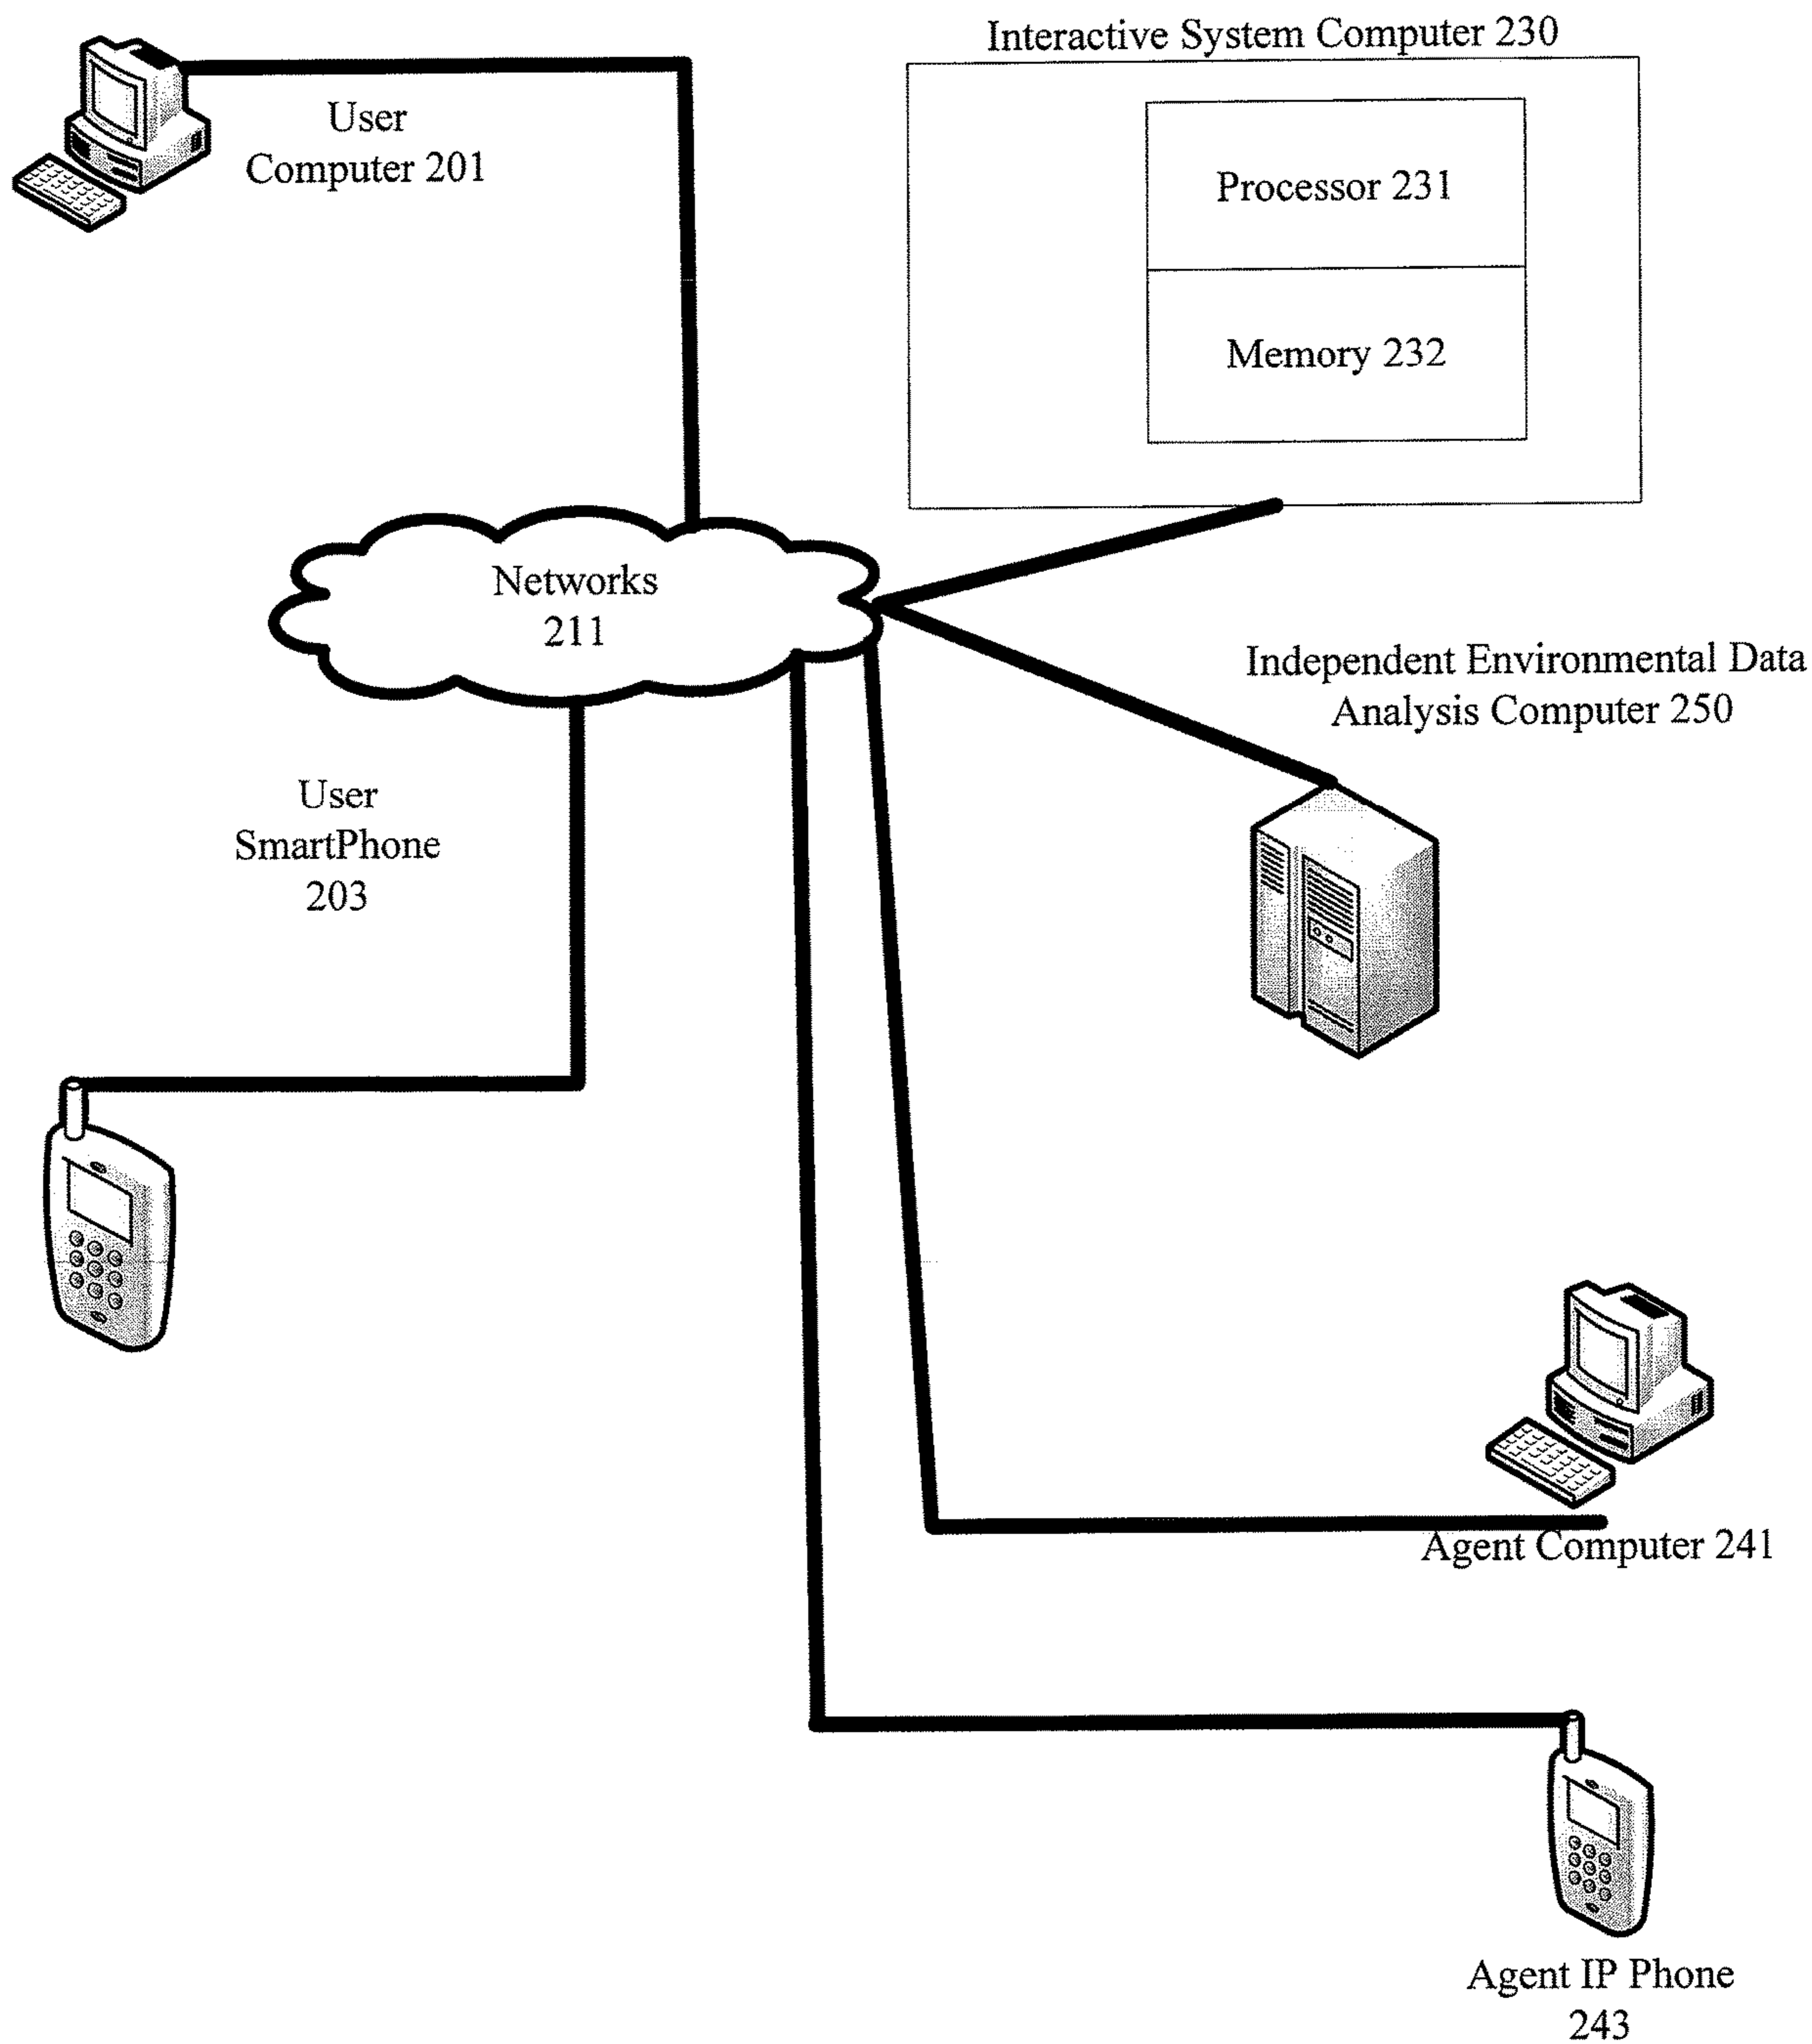 Interactive System Computer 230
User
Computer 201
Processor 231
Memory 232
Networks
211
Independent Environmental Data
Analysis Computer 250
User
SmartPhone
203
Agent Computer 241
Agent IP Phone
243